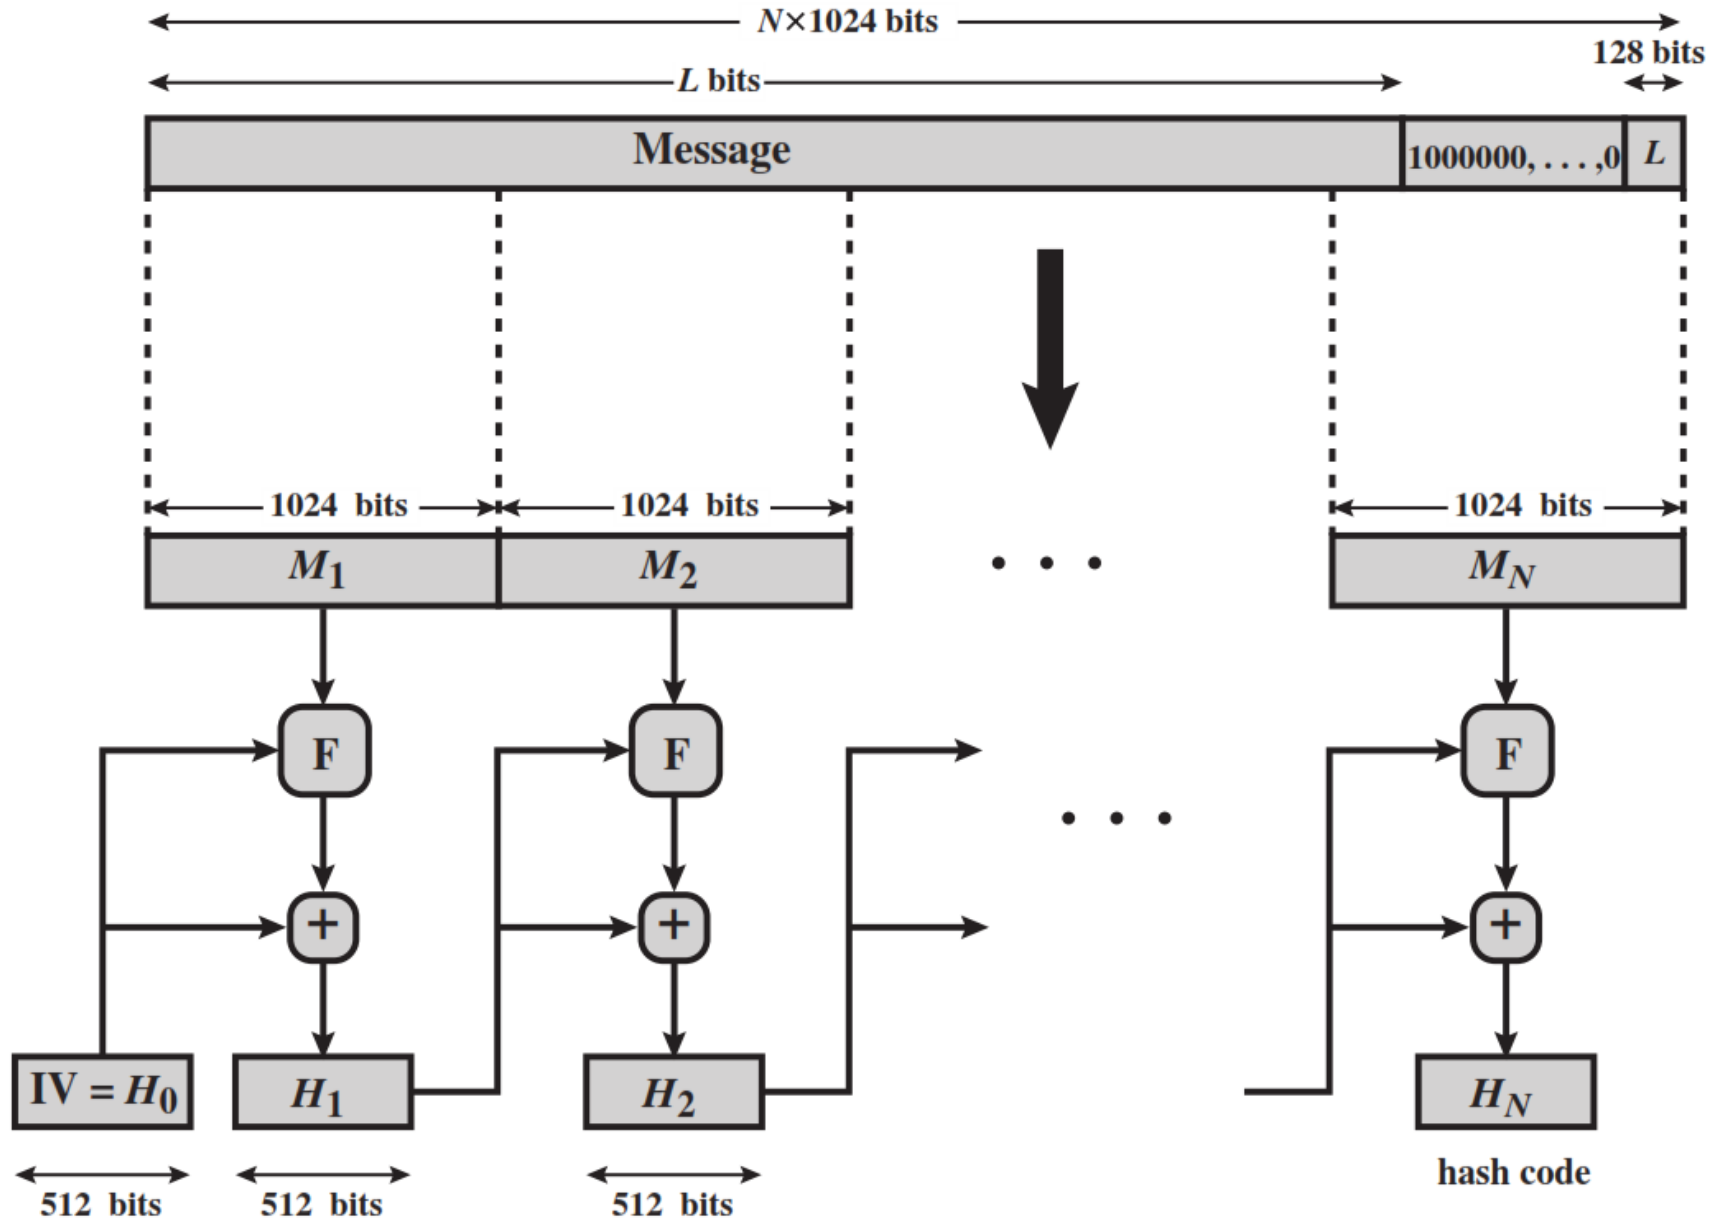 N×1024 bits
128 bits
L bits
Message
1000000, . . . ,0
L
1024 bits
1024 bits
1024 bits
M1
M2
. . .
MN
F
F
F
. . .
+
+
+
IV = H0
H1
H2
HN
hash code
512 bits
512 bits
512 bits